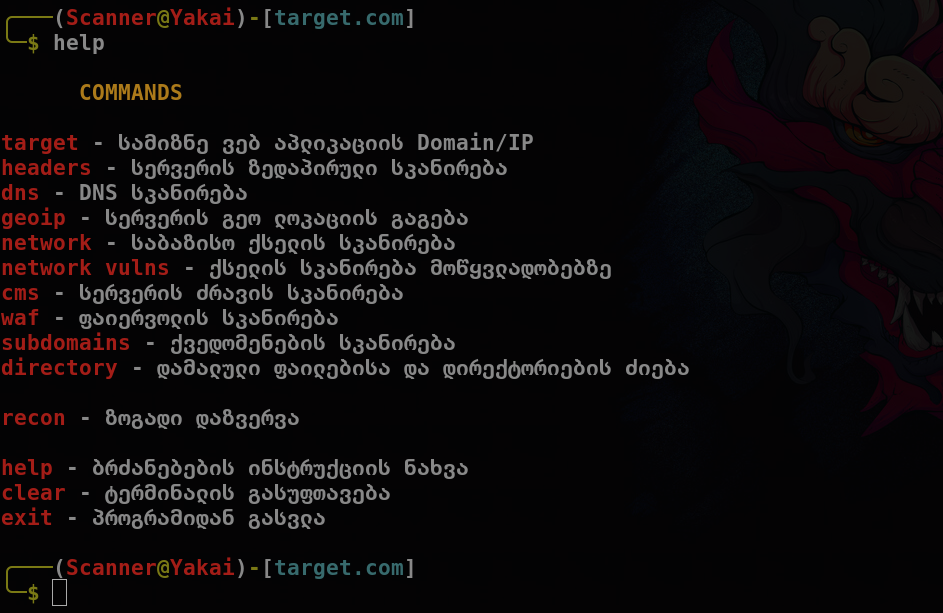 (Scanner@Yakai)-[target.com]
$ help
COMMANDS
target - სამიზნე ვებ აპლიკაციის Domain/IP
headers - სერვერის ზედაპირული სკანირება
dns - DNS სკანირება
geoip - სერვერის გეო ლოკაციის გაგება
network - საბაზისო ქსელის სკანირება
network vulns - ქსელის სკანირება მოწყვლადობებზე
cms - სერვერის ძრავის სკანირება
waf - ფაიერვოლის სკანირება
subdomains - ქვედომენების სკანირება
directory - დამალული ფაილებისა და დირექტორიების ძიება
recon - ზოგადი დაზვერვა
help - ბრძანებების ინსტრუქციის ნახვა
clear - ტერმინალის გასუფთავება
exit - პროგრამიდან გასვლა
(Scanner@Yakai)-[target.com]
$